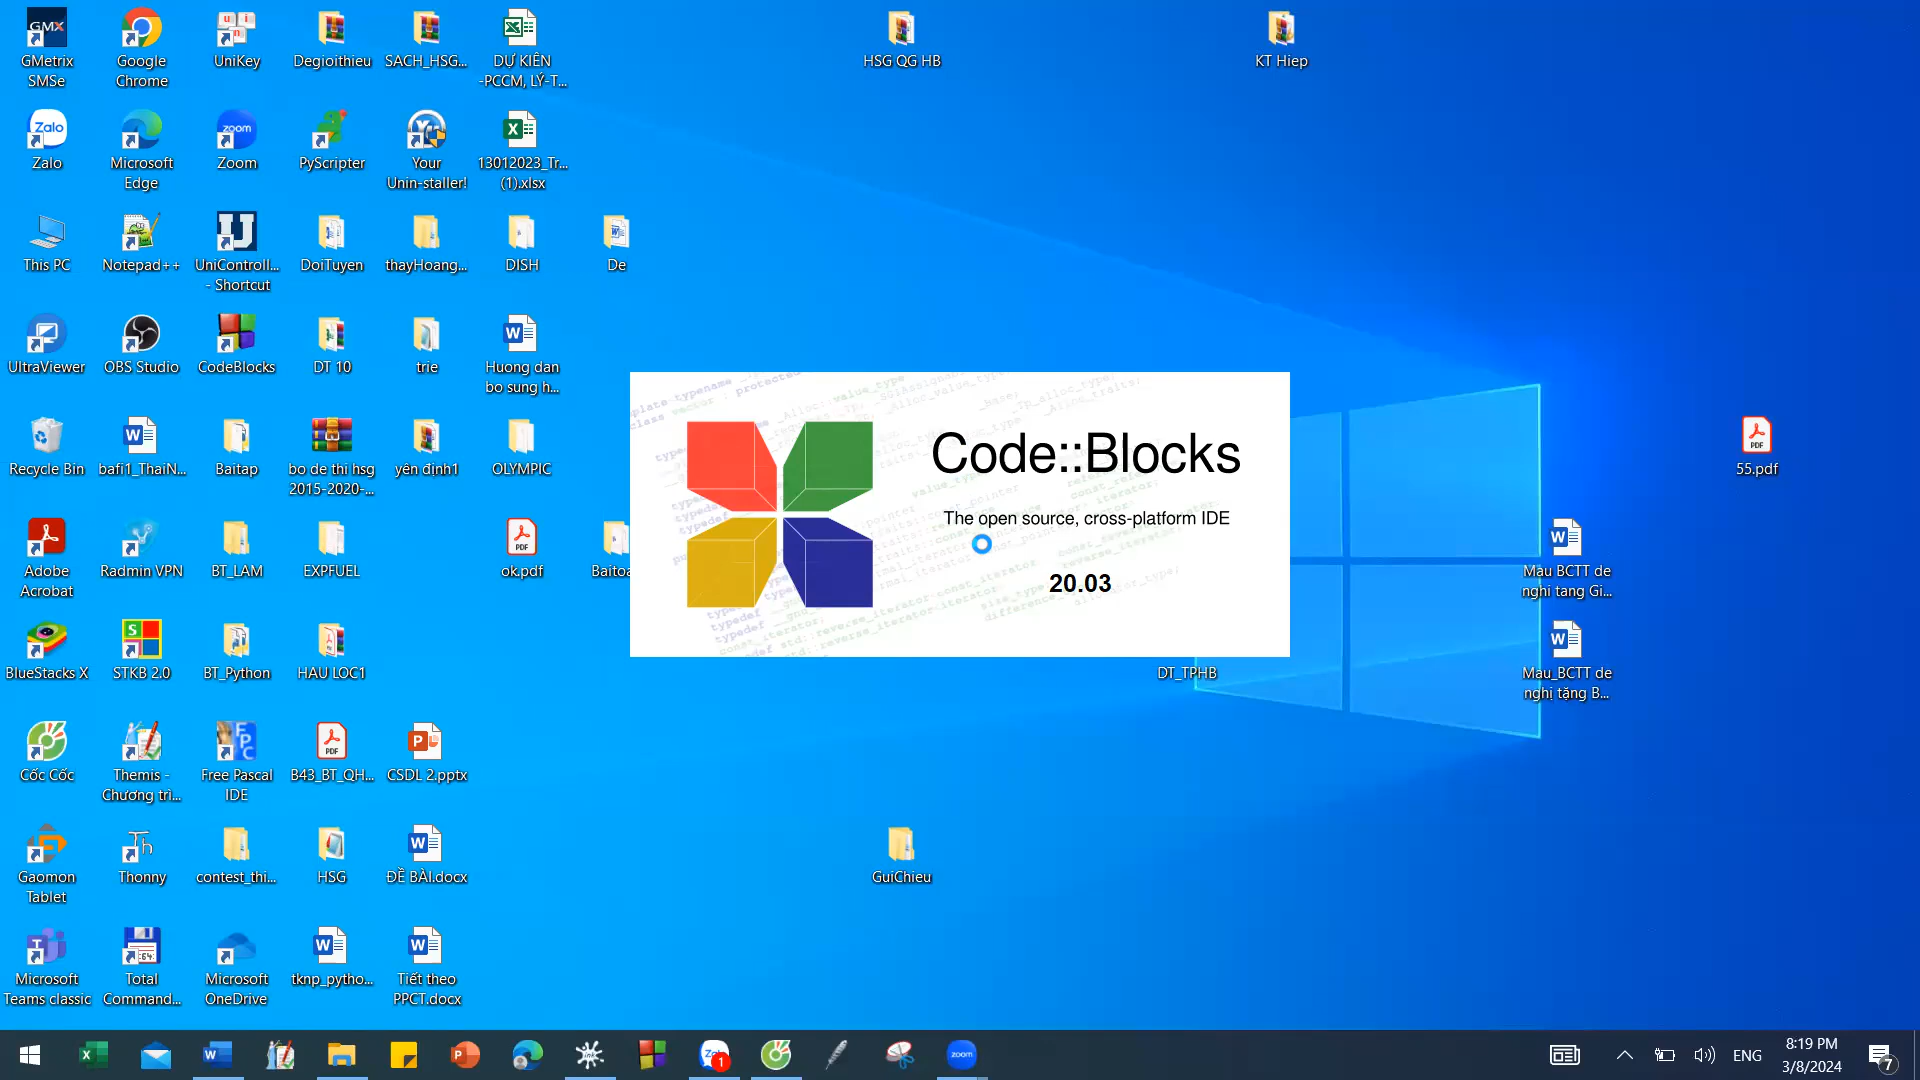 GMetrix
SMSe
Google
Chrome
UniKey
Degioithieu
SACH_HSG...
DỰ KIẾN
-PCCM, LÝ-T...
HSG QG HB
KT Hiep
Zalo
Microsoft
Edge
Zoom
PyScripter
Your
Unin-staller!
13012023_Tr...
(1).xlsx
This PC
Notepad++
UniControll...
- Shortcut
DoiTuyen
thayHoang...
DISH
De
UltraViewer
OBS Studio
CodeBlocks
DT 10
trie
Huong dan
bo sung h...
Recycle Bin
bafi1_ThaiN...
Baitap
bo de thi hsg
2015-2020-...
yên định1
OLYMPIC
55.pdf
Code::Blocks
The open source, cross-platform IDE
20.03
Adobe
Acrobat
Radmin VPN
BT_LAM
EXPFUEL
ok.pdf
Baitoa
Mau BCTT de
nghi tang Gi...
BlueStacks X
STKB 2.0
BT_Python
HAU LOC1
DT_TPHB
Mau_BCTT de
nghị tặng B...
Cốc Cốc
Themis -
Chương trì...
Free Pascal
IDE
B43_BT_QH...
CSDL 2.pptx
Gaomon
Tablet
Thonny
contest_thi...
HSG
ĐỀ BÀI.docx
GuiChieu
Microsoft
Teams classic
Total
Command...
Microsoft
OneDrive
tknp_pytho...
Tiết theo
PPCT.docx
ENG
8:19 PM
3/8/2024
7